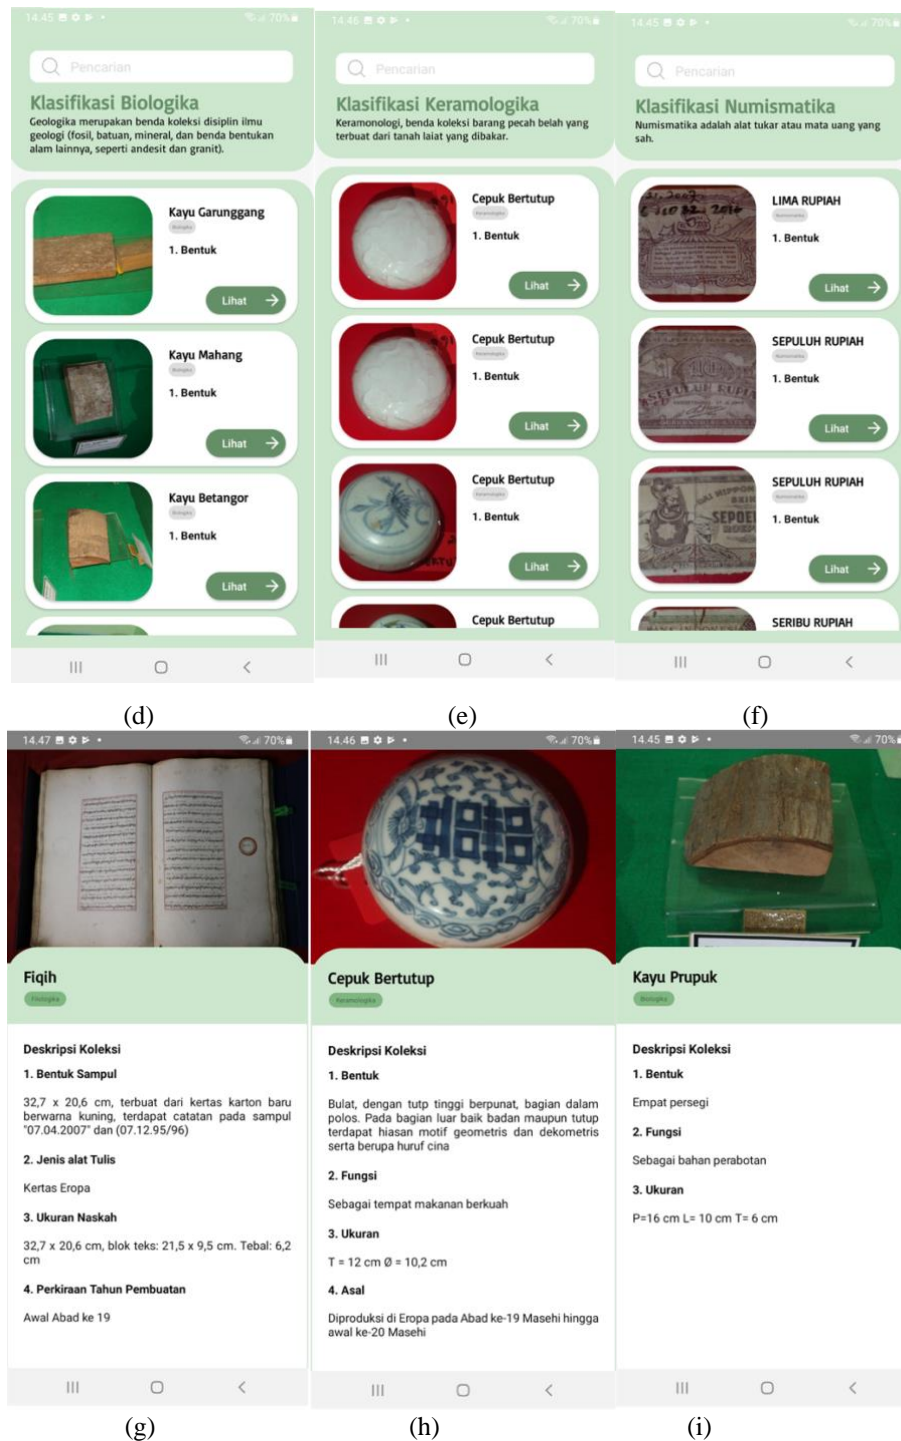 14.45
70%
Pencarian
Klasifikasi Biologika
Geologika merupakan benda koleksi disiplin ilmu
geologi (fosil, batuan, mineral, dan benda bentukan
alam lainnya, seperti andesit dan granit).
Kayu Garunggang
Biologika
1. Bentuk
Lihat
Kayu Mahang
Biologika
1. Bentuk
Lihat
Kayu Betangor
Biologika
1. Bentuk
Lihat
(d)
14.46
70%
Pencarian
Klasifikasi Keramologika
Keramonologi, benda koleksi barang pecah belah yang
terbuat dari tanah laiat yang dibakar.
Cepuk Bertutup
Keramologika
1. Bentuk
Lihat
Cepuk Bertutup
Keramologika
1. Bentuk
Lihat
Cepuk Bertutup
Keramologika
1. Bentuk
Lihat
Cepuk Bertutup
(e)
14.45
70%
Pencarian
Klasifikasi Numismatika
Numismatika adalah alat tukar atau mata uang yang
sah.
LIMA RUPIAH
Numismatika
1. Bentuk
Lihat
SEPULUH RUPIAH
SEPULUH RUPIAH
Numismatika
1. Bentuk
Lihat
SEPULUH RUPIAH
Numismatika
1. Bentuk
Lihat
SERIBU RUPIAH
(f)
14.47
70%
Fiqih
Filologika
Deskripsi Koleksi
1. Bentuk Sampul
32,7 x 20,6 cm, terbuat dari kertas karton baru
berwarna kuning, terdapat catatan pada sampul
"07.04.2007" dan (07.12.95/96)
2. Jenis alat Tulis
Kertas Eropa
3. Ukuran Naskah
32,7 x 20,6 cm, blok teks: 21,5 x 9,5 cm. Tebal: 6,2
cm
4. Perkiraan Tahun Pembuatan
Awal Abad ke 19
(g)
14.46
70%
Cepuk Bertutup
Keramologika
Deskripsi Koleksi
1. Bentuk
Bulat, dengan tutp tinggi berpunat, bagian dalam
polos. Pada bagian luar baik badan maupun tutup
terdapat hiasan motif geometris dan dekometris
serta berupa huruf cina
2. Fungsi
Sebagai tempat makanan berkuah
3. Ukuran
T = 12 cm Ø = 10,2 cm
4. Asal
Diproduksi di Eropa pada Abad ke-19 Masehi hingga
awal ke-20 Masehi
(h)
14.45
70%
Kayu Prupuk
Biologika
Deskripsi Koleksi
1. Bentuk
Empat persegi
2. Fungsi
Sebagai bahan perabotan
3. Ukuran
P=16 cm L= 10 cm T= 6 cm
(i)